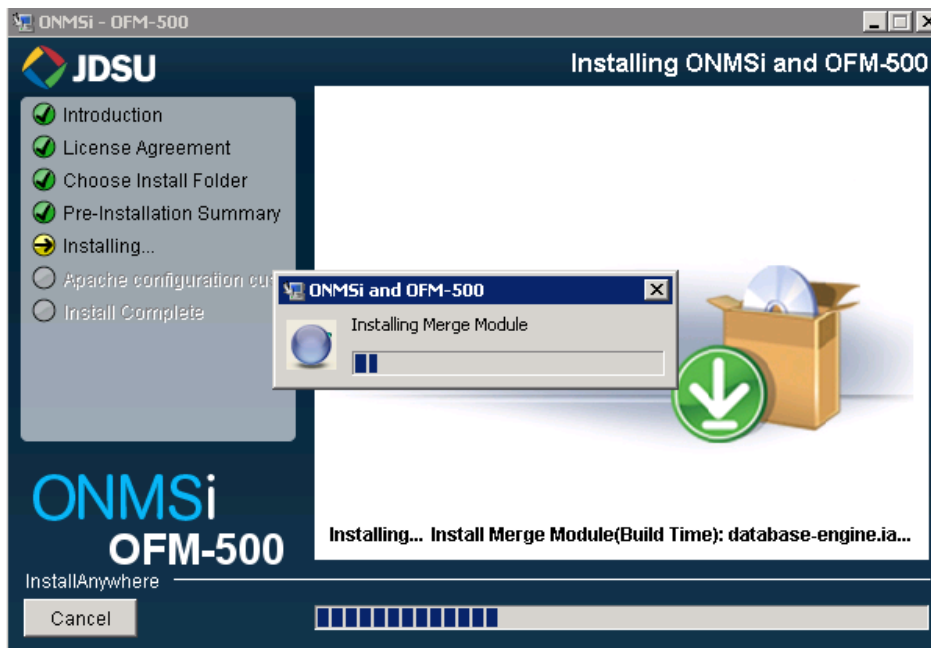 ONMSi - OFM-500
JDSU
Installing ONMSi and OFM-500
Introduction
License Agreement
Choose Install Folder
Pre-Installation Summary
Installing...
Apache configuration
Install Complete
ONMSi and OFM-500
Installing Merge Module
ONMSi
OFM-500
Installing... Install Merge Module(Build Time): database-engine.ia...
InstallAnywhere
Cancel